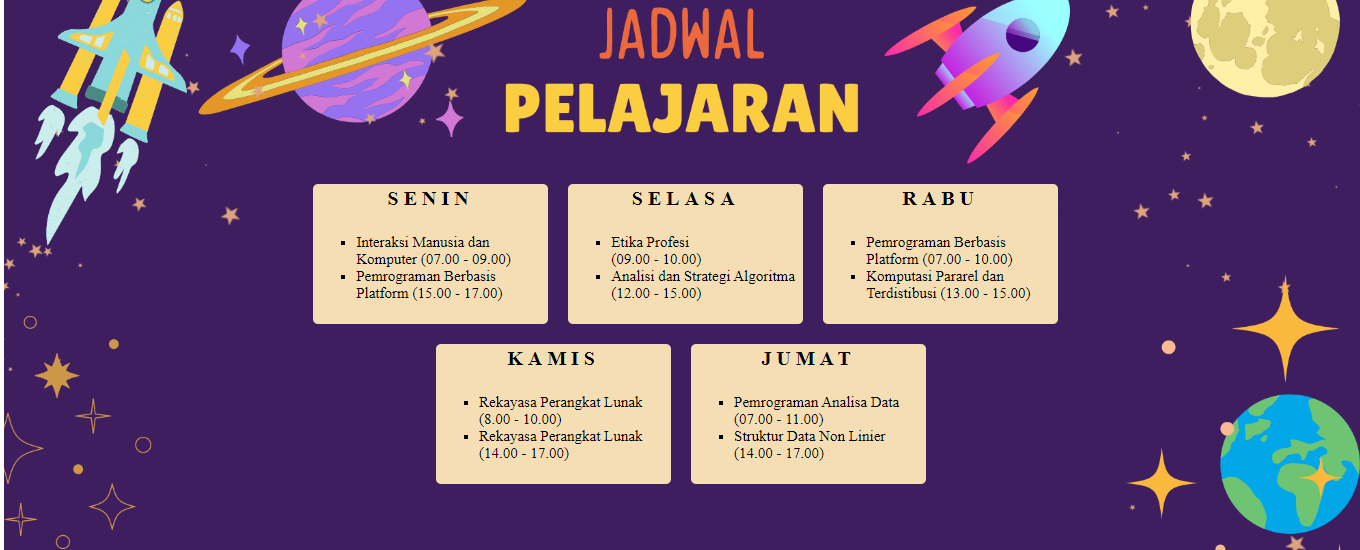 JADWAL
PELAJARAN
SENIN
Interaksi Manusia dan
Komputer (07.00 - 09.00)
Pemrograman Berbasis
Platform (15.00 - 17.00)
SELASA
Etika Profesi
(09.00 - 10.00)
Analisi dan Strategi Algoritma
(12.00 - 15.00)
RABU
Pemrograman Berbasis
Platform (07.00 - 10.00)
Komputasi Pararel dan
Terdistibusi (13.00 - 15.00)
KAMIS
Rekayasa Perangkat Lunak
(8.00 - 10.00)
Rekayasa Perangkat Lunak
(14.00 - 17.00)
JUMAT
Pemrograman Analisa Data
(07.00 - 11.00)
Struktur Data Non Linier
(14.00 - 17.00)